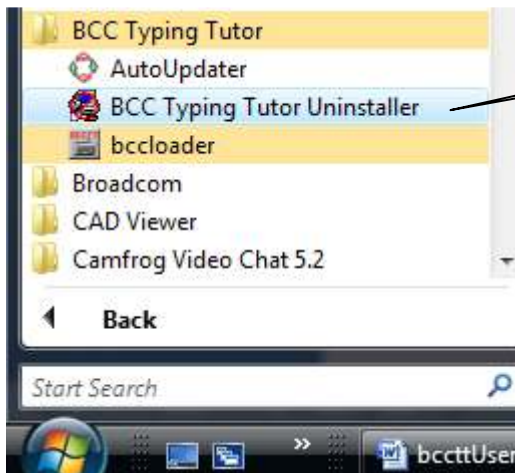 BCC Typing Tutor
AutoUpdater
BCC Typing Tutor Uninstaller
bccloader
Broadcom
CAD Viewer
Camfrog Video Chat 5.2
Back
Start Search
» bccttUser